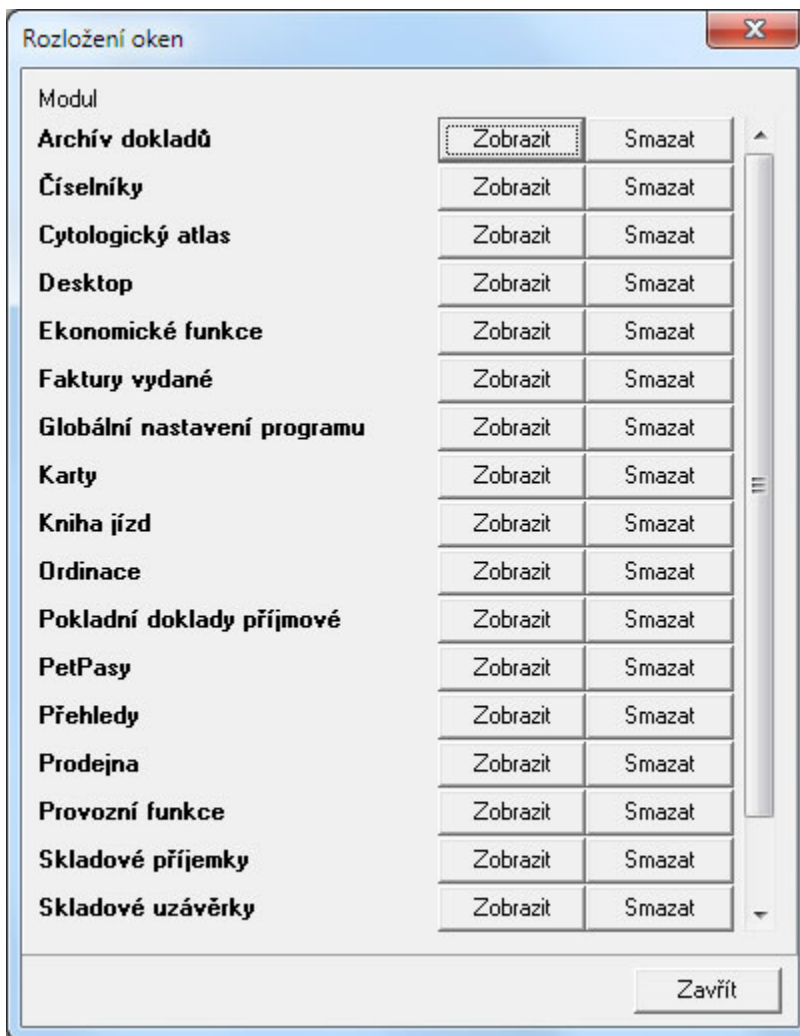 Rozložení oken
Modul
Archív dokladů Zobrazit Smazat
Číselníky Zobrazit Smazat
Cytologický atlas Zobrazit Smazat
Desktop Zobrazit Smazat
Ekonomické funkce Zobrazit Smazat
Faktury vydané Zobrazit Smazat
Globální nastavení programu Zobrazit Smazat
Karty Zobrazit Smazat
Kniha jízd Zobrazit Smazat
Ordinace Zobrazit Smazat
Pokladní doklady příjmové Zobrazit Smazat
PetPasy Zobrazit Smazat
Přehledy Zobrazit Smazat
Prodejna Zobrazit Smazat
Provozní funkce Zobrazit Smazat
Skladové příjemky Zobrazit Smazat
Skladové uzávěrky Zobrazit Smazat
Zavřít